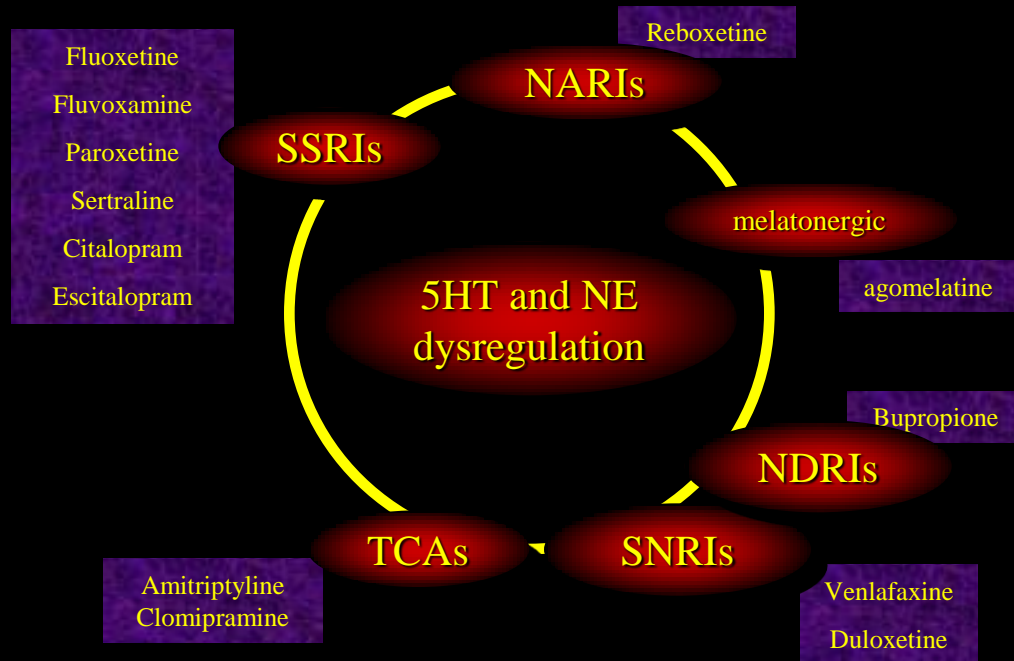 Reboxetine
NARIs
Fluoxetine
Fluvoxamine
Paroxetine
Sertraline
Citalopram
Escitalopram
SSRIs
melatonergic
agomelatine
5HT and NE
dysregulation
Bupropione
NDRIs
SNRIs
Venlafaxine
Duloxetine
TCAs
Amitriptyline
Clomipramine